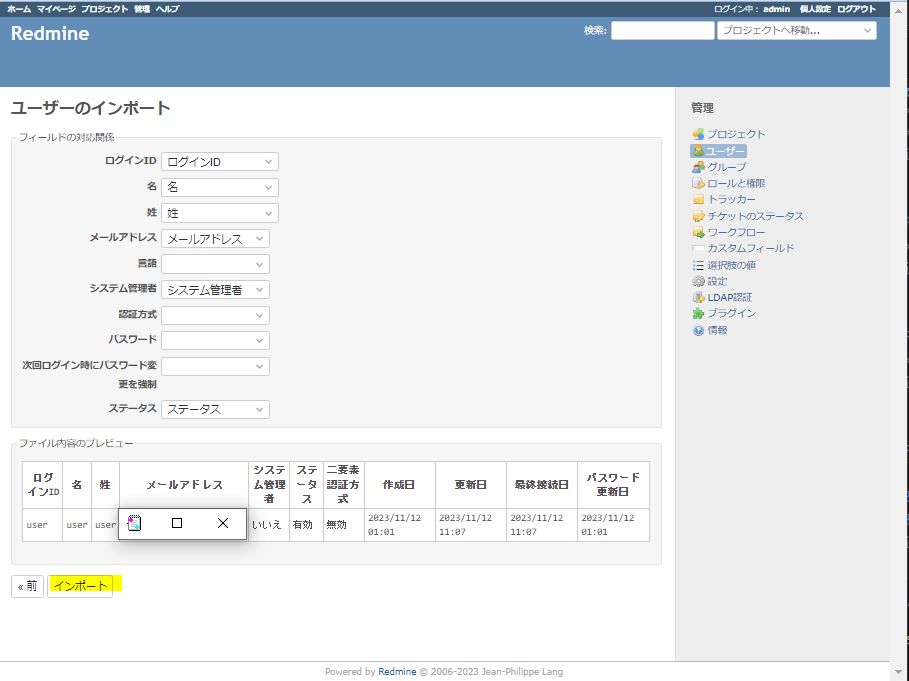 ホーム マイページ プロジェクト 管理 ヘルプ
ログイン中: admin 個人設定 ログアウト
Redmine
検索:
プロジェクトへ移動...
ユーザーのインポート
フィールドの対応関係
ログインID ログインID
名 名
姓 姓
メールアドレス メールアドレス
言語
システム管理者 システム管理者
認証方式
パスワード
次回ログイン時にパスワード変
更を強制
ステータス ステータス
ファイル内容のプレビュー
ログ
インID
名
姓
メールアドレス
システ
ム管理
者
ステ
ータ
ス
二要素
認証方
式
作成日
更新日
最終接続日
パスワード
更新日
user
user
user
いいえ
有効
無効
2023/11/12
01:01
2023/11/12
11:07
2023/11/12
11:07
2023/11/12
01:01
« 前
インポート
管理
プロジェクト
ユーザー
グループ
ロールと権限
トラッカー
チケットのステータス
ワークフロー
カスタムフィールド
選択肢の値
設定
LDAP認証
プラグイン
情報
Powered by Redmine © 2006-2023 Jean-Philippe Lang